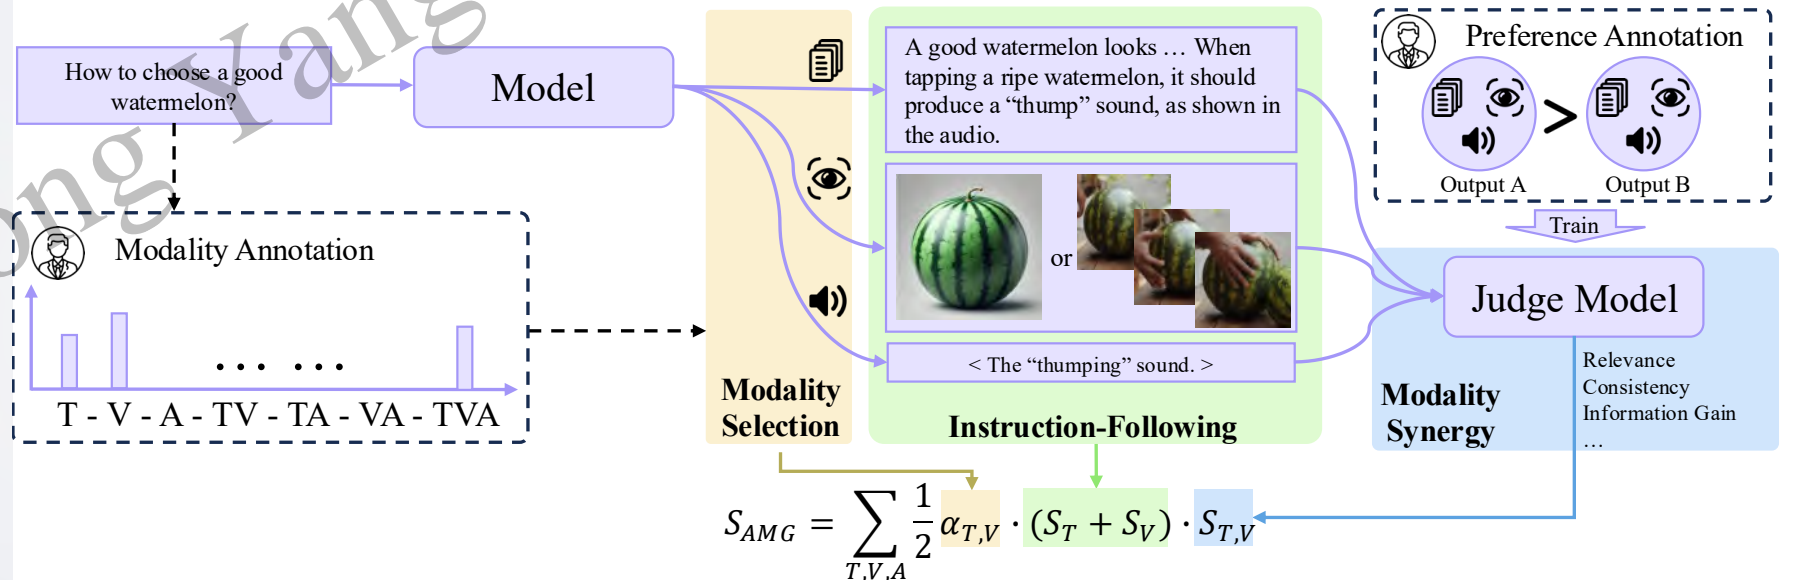 ong Yang
How to choose a good
watermelon?
Model
A good watermelon looks … When
tapping a ripe watermelon, it should
produce a “thump” sound, as shown in
the audio.
or
< The “thumping” sound. >
Modality Annotation
… …
T - V - A - TV - TA - VA - TVA
Modality
Selection
Instruction-Following
Preference Annotation
>
Output A
Output B
Train
Judge Model
Relevance
Consistency
Information Gain
…
Modality
Synergy
S_AMG = ∑_{T,V,A} 1/2 α_{T,V} · (S_T + S_V) · S_{T,V}